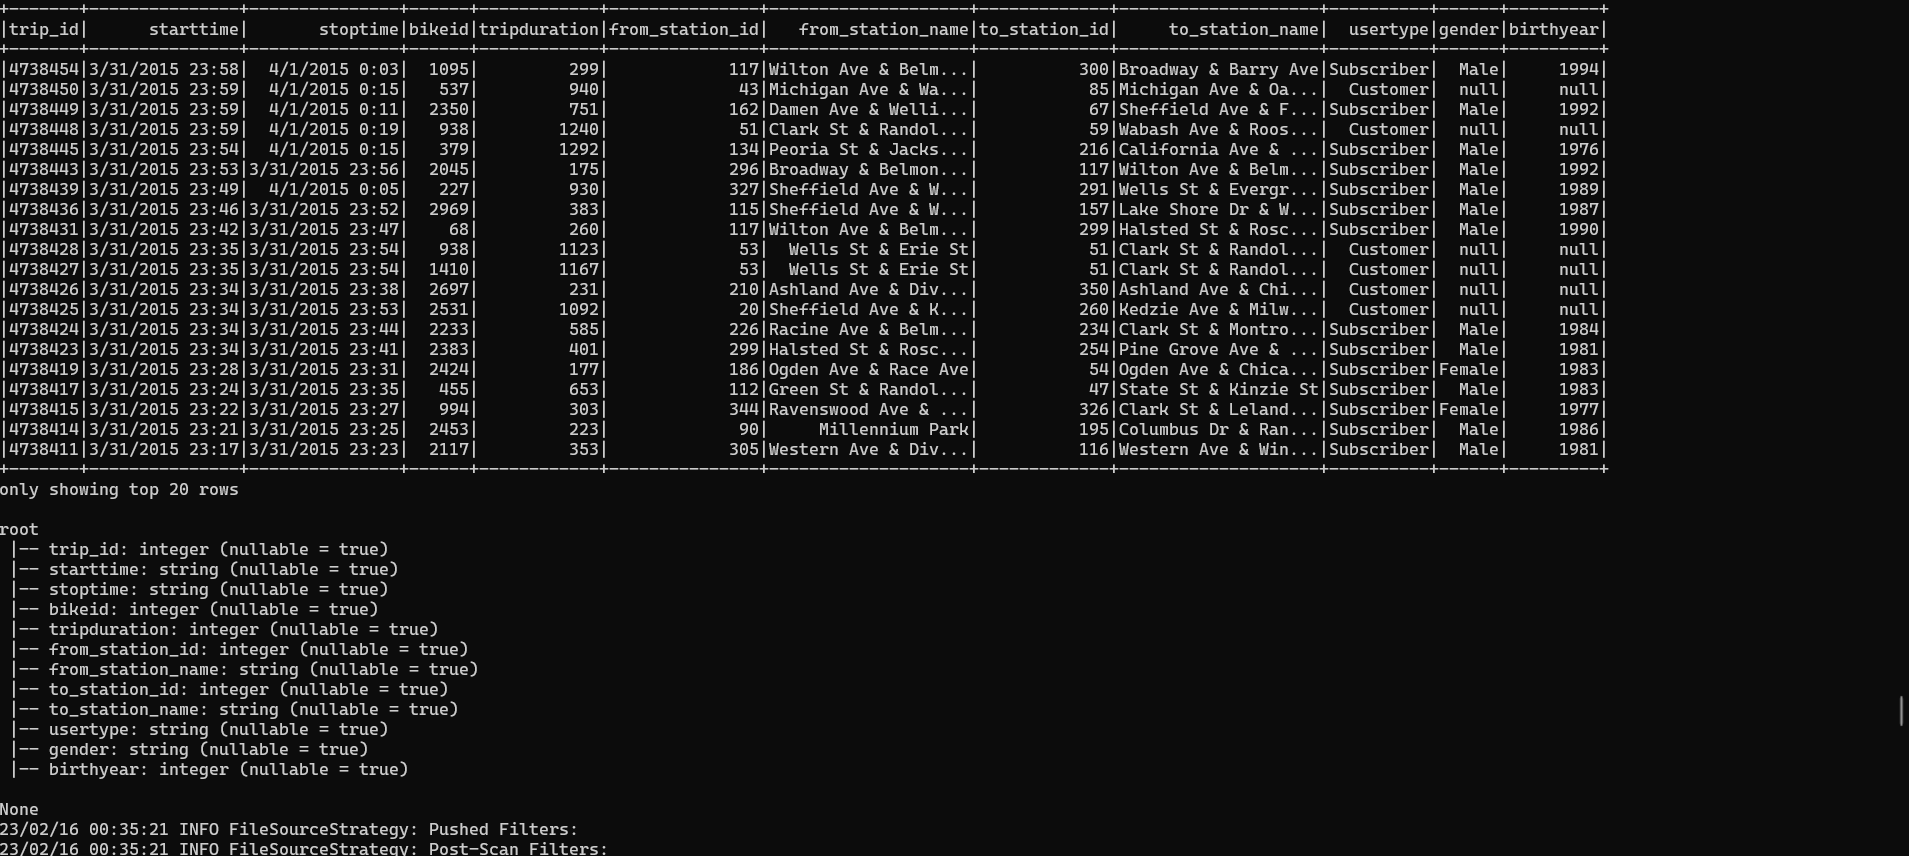 +-------+---------------+---------------+------+------------+---------------+--------------------+-------------+--------------------+----------+------+---------+
|trip_id|      starttime|       stoptime|bikeid|tripduration|from_station_id|   from_station_name|to_station_id|     to_station_name|  usertype|gender|birthyear|
+-------+---------------+---------------+------+------------+---------------+--------------------+-------------+--------------------+----------+------+---------+
|4738454|3/31/2015 23:58|  4/1/2015 0:03|  1095|         299|            117|Wilton Ave & Belm...|          300|Broadway & Barry Ave|Subscriber|  Male|     1994|
|4738450|3/31/2015 23:59|  4/1/2015 0:15|   537|         940|             43|Michigan Ave & Wa...|           85|Michigan Ave & Oa...|  Customer|  null|     null|
|4738449|3/31/2015 23:59|  4/1/2015 0:11|  2350|         751|            162|Damen Ave & Welli...|           67|Sheffield Ave & F...|Subscriber|  Male|     1992|
|4738448|3/31/2015 23:59|  4/1/2015 0:19|   938|        1240|             51|Clark St & Randol...|           59|Wabash Ave & Roos...|  Customer|  null|     null|
|4738445|3/31/2015 23:54|  4/1/2015 0:15|   379|        1292|            134|Peoria St & Jacks...|          216|California Ave & ...|Subscriber|  Male|     1976|
|4738443|3/31/2015 23:53|3/31/2015 23:56|  2045|         175|            296|Broadway & Belmon...|          117|Wilton Ave & Belm...|Subscriber|  Male|     1992|
|4738439|3/31/2015 23:49|  4/1/2015 0:05|   227|         930|            327|Sheffield Ave & W...|          291|Wells St & Evergr...|Subscriber|  Male|     1989|
|4738436|3/31/2015 23:46|3/31/2015 23:52|  2969|         383|            115|Sheffield Ave & W...|          157|Lake Shore Dr & W...|Subscriber|  Male|     1987|
|4738431|3/31/2015 23:42|3/31/2015 23:47|    68|         260|            117|Wilton Ave & Belm...|          299|Halsted St & Rosc...|Subscriber|  Male|     1990|
|4738428|3/31/2015 23:35|3/31/2015 23:54|   938|        1123|             53|  Wells St & Erie St|           51|Clark St & Randol...|  Customer|  null|     null|
|4738427|3/31/2015 23:35|3/31/2015 23:54|  1410|        1167|             53|  Wells St & Erie St|           51|Clark St & Randol...|  Customer|  null|     null|
|4738426|3/31/2015 23:34|3/31/2015 23:38|  2697|         231|            210|Ashland Ave & Div...|          350|Ashland Ave & Chi...|  Customer|  null|     null|
|4738425|3/31/2015 23:34|3/31/2015 23:53|  2531|        1092|             20|Sheffield Ave & K...|          260|Kedzie Ave & Milw...|  Customer|  null|     null|
|4738424|3/31/2015 23:34|3/31/2015 23:44|  2233|         585|            226|Racine Ave & Belm...|          234|Clark St & Montro...|Subscriber|  Male|     1984|
|4738423|3/31/2015 23:34|3/31/2015 23:41|  2383|         401|            299|Halsted St & Rosc...|          254|Pine Grove Ave & ...|Subscriber|  Male|     1981|
|4738419|3/31/2015 23:28|3/31/2015 23:31|  2424|         177|            186|Ogden Ave & Race Ave|           54|Ogden Ave & Chica...|Subscriber|Female|     1983|
|4738417|3/31/2015 23:24|3/31/2015 23:35|   455|         653|            112|Green St & Randol...|           47|State St & Kinzie St|Subscriber|  Male|     1983|
|4738415|3/31/2015 23:22|3/31/2015 23:27|   994|         303|            344|Ravenswood Ave & ...|          326|Clark St & Leland...|Subscriber|Female|     1977|
|4738414|3/31/2015 23:21|3/31/2015 23:25|  2453|         223|             90|     Millennium Park|          195|Columbus Dr & Ran...|Subscriber|  Male|     1986|
|4738411|3/31/2015 23:17|3/31/2015 23:23|  2117|         353|            305|Western Ave & Div...|          116|Western Ave & Win...|Subscriber|  Male|     1981|
+-------+---------------+---------------+------+------------+---------------+--------------------+-------------+--------------------+----------+------+---------+
only showing top 20 rows
root
 |-- trip_id: integer (nullable = true)
 |-- starttime: string (nullable = true)
 |-- stoptime: string (nullable = true)
 |-- bikeid: integer (nullable = true)
 |-- tripduration: integer (nullable = true)
 |-- from_station_id: integer (nullable = true)
 |-- from_station_name: string (nullable = true)
 |-- to_station_id: integer (nullable = true)
 |-- to_station_name: string (nullable = true)
 |-- usertype: string (nullable = true)
 |-- gender: string (nullable = true)
 |-- birthyear: integer (nullable = true)
None
23/02/16 00:35:21 INFO FileSourceStrategy: Pushed Filters:
23/02/16 00:35:21 INFO FileSourceStrategy: Post-Scan Filters: